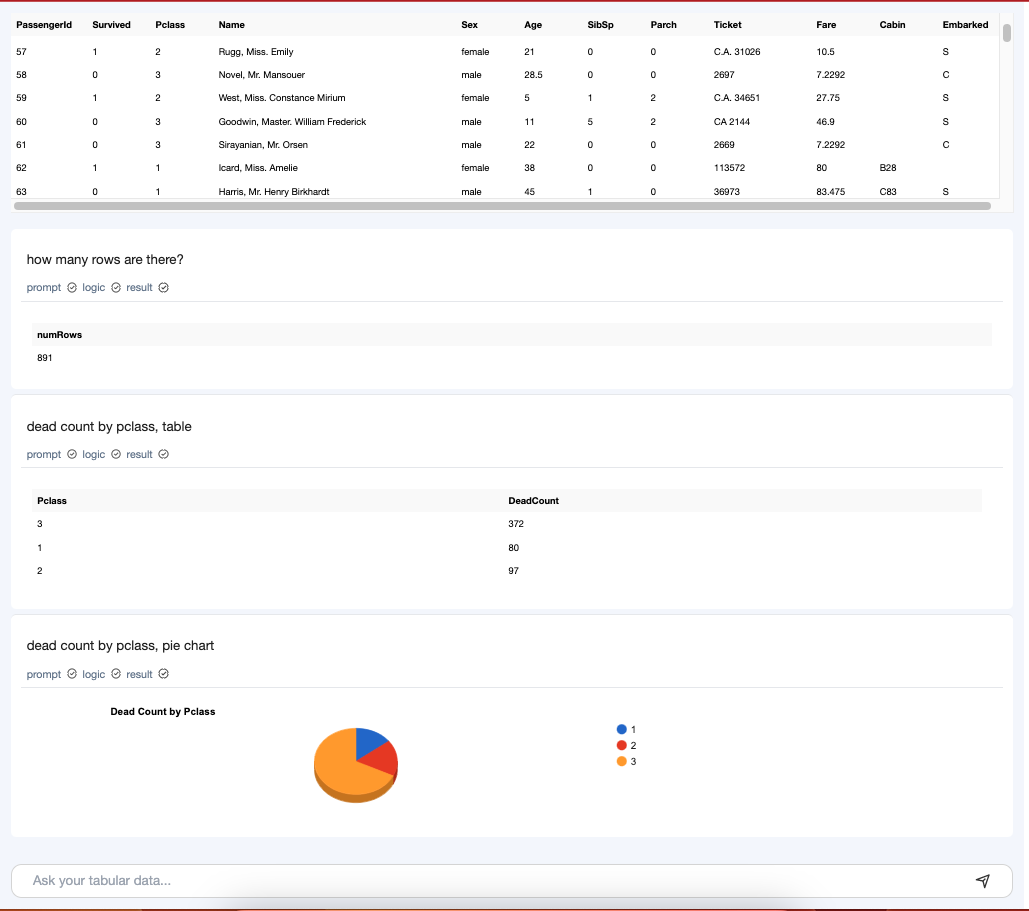 PassengerId Survived Pclass Name Sex Age SibSp Parch Ticket Fare Cabin Embarked
57 1 2 Rugg, Miss. Emily female 21 0 0 C.A. 31026 10.5 S
58 0 3 Novel, Mr. Mansouer male 28.5 0 0 2697 7.2292 C
59 1 2 West, Miss. Constance Mirium female 5 1 2 C.A. 34651 27.75 S
60 0 3 Goodwin, Master. William Frederick male 11 5 2 CA 2144 46.9 S
61 0 3 Sirayanian, Mr. Orsen male 22 0 0 2669 7.2292 C
62 1 1 Icard, Miss. Amelie female 38 0 0 113572 80 B28
63 0 1 Harris, Mr. Henry Birkhardt male 45 1 0 36973 83.475 C83 S
how many rows are there?
prompt logic result
numRows
891
dead count by pclass, table
prompt logic result
Pclass DeadCount
3 372
1 80
2 97
dead count by pclass, pie chart
prompt logic result
Dead Count by Pclass
1
2
3
Ask your tabular data...